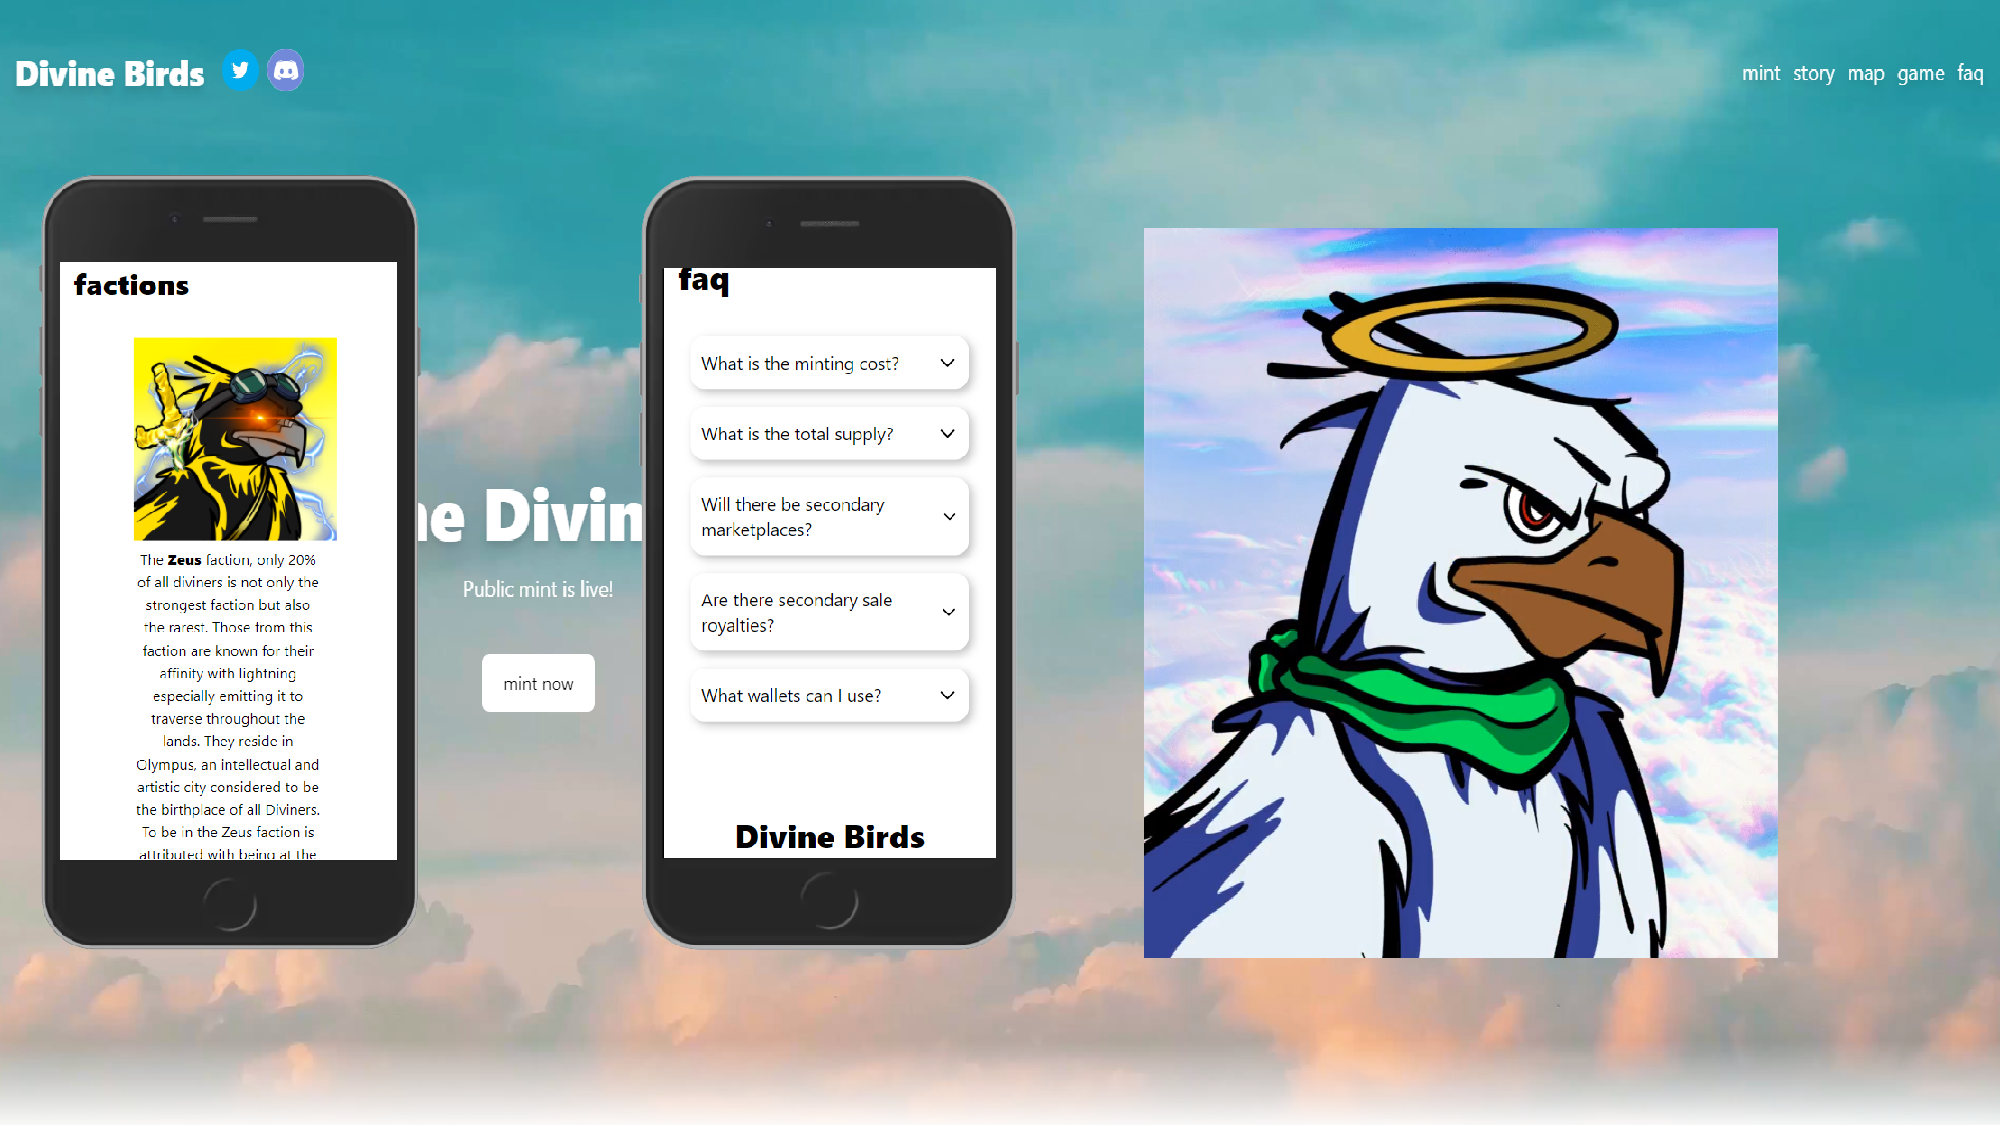 Divine Birds
mint story map game faq
factions
The Zeus faction, only 20%
of all diviners is not only the
strongest faction but also
the rarest. Those from this
faction are known for their
affinity with lightning
especially emitting it to
traverse throughout the
lands. They reside in
Olympus, an intellectual and
artistic city considered to be
the birthplace of all Diviners.
To be in the Zeus faction is
attributed with being at the
ne Divin
Public mint is live!
mint now
faq
What is the minting cost?
What is the total supply?
Will there be secondary
marketplaces?
Are there secondary sale
royalties?
What wallets can I use?
Divine Birds